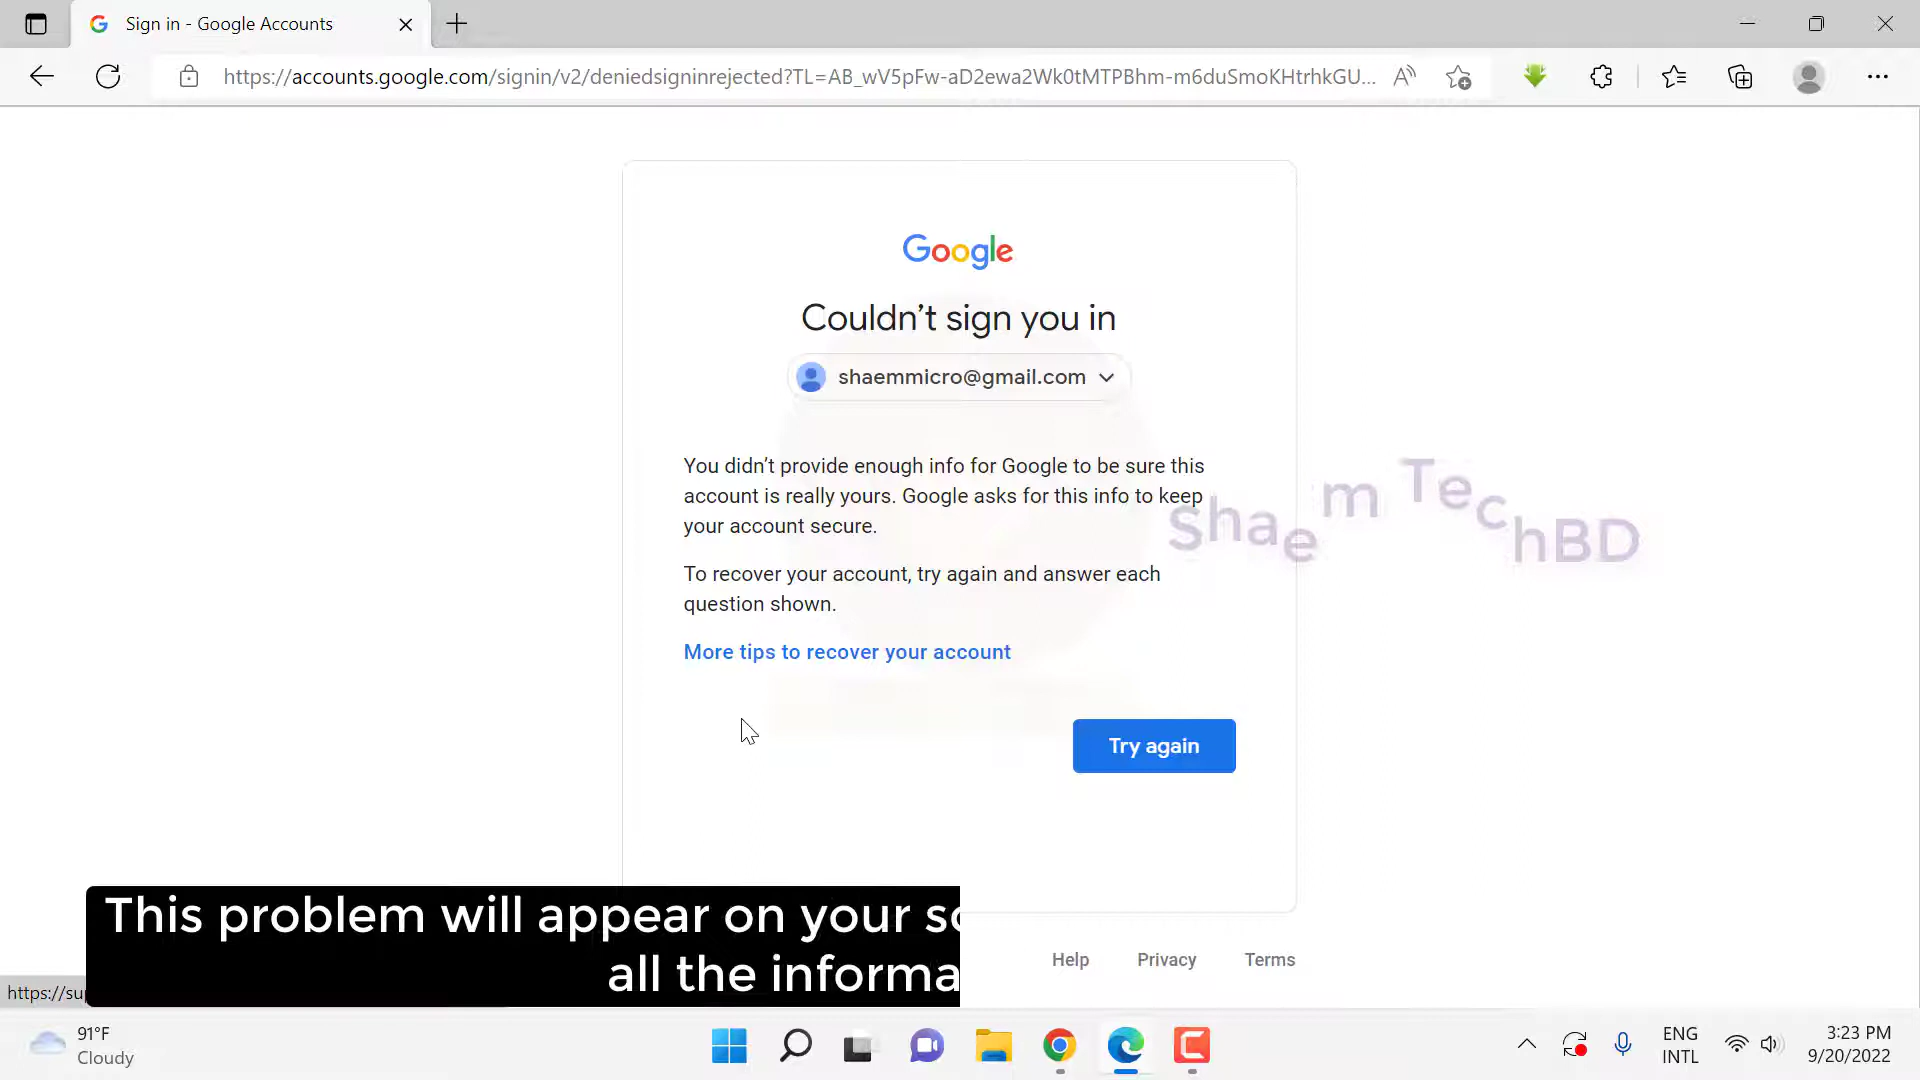 Sign in - Google Accounts
https://accounts.google.com/signin/v2/deniedsigninrejected?TL=AB_wV5pFw-aD2ewa2Wk0tMTPBhm-m6duSmoKHtrhkGU...
Google
Couldn't sign you in
shaemmicro@gmail.com
You didn't provide enough info for Google to be sure this
account is really yours. Google asks for this info to keep
your account secure.
To recover your account, try again and answer each
question shown.
More tips to recover your account
Shaem TechBD
Try again
This problem will appear on your
all the informa
Help Privacy Terms
https://su
91°F
Cloudy
ENG
INTL
3:23 PM
9/20/2022